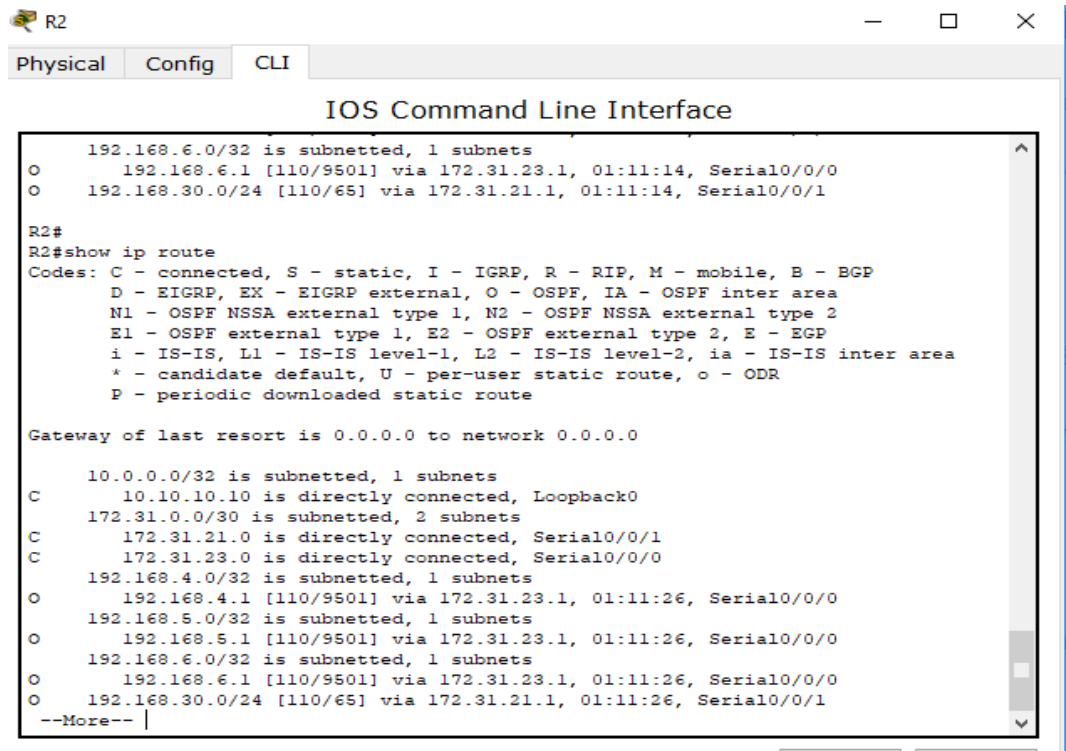 R2
Physical Config CLI
IOS Command Line Interface
192.168.6.0/32 is subnetted, 1 subnets
O 192.168.6.1 [110/9501] via 172.31.23.1, 01:11:14, Serial0/0/0
O 192.168.30.0/24 [110/65] via 172.31.21.1, 01:11:14, Serial0/0/1
R2#
R2#show ip route
Codes: C - connected, S - static, I - IGRP, R - RIP, M - mobile, B - BGP
D - EIGRP, EX - EIGRP external, O - OSPF, IA - OSPF inter area
N1 - OSPF NSSA external type 1, N2 - OSPF NSSA external type 2
E1 - OSPF external type 1, E2 - OSPF external type 2, E - EGP
i - IS-IS, L1 - IS-IS level-1, L2 - IS-IS level-2, ia - IS-IS inter area
* - candidate default, U - per-user static route, o - ODR
P - periodic downloaded static route
Gateway of last resort is 0.0.0.0 to network 0.0.0.0
10.0.0.0/32 is subnetted, 1 subnets
C 10.10.10.10 is directly connected, Loopback0
172.31.0.0/30 is subnetted, 2 subnets
C 172.31.21.0 is directly connected, Serial0/0/1
C 172.31.23.0 is directly connected, Serial0/0/0
192.168.4.0/32 is subnetted, 1 subnets
O 192.168.4.1 [110/9501] via 172.31.23.1, 01:11:26, Serial0/0/0
192.168.5.0/32 is subnetted, 1 subnets
O 192.168.5.1 [110/9501] via 172.31.23.1, 01:11:26, Serial0/0/0
192.168.6.0/32 is subnetted, 1 subnets
O 192.168.6.1 [110/9501] via 172.31.23.1, 01:11:26, Serial0/0/0
O 192.168.30.0/24 [110/65] via 172.31.21.1, 01:11:26, Serial0/0/1
--More--